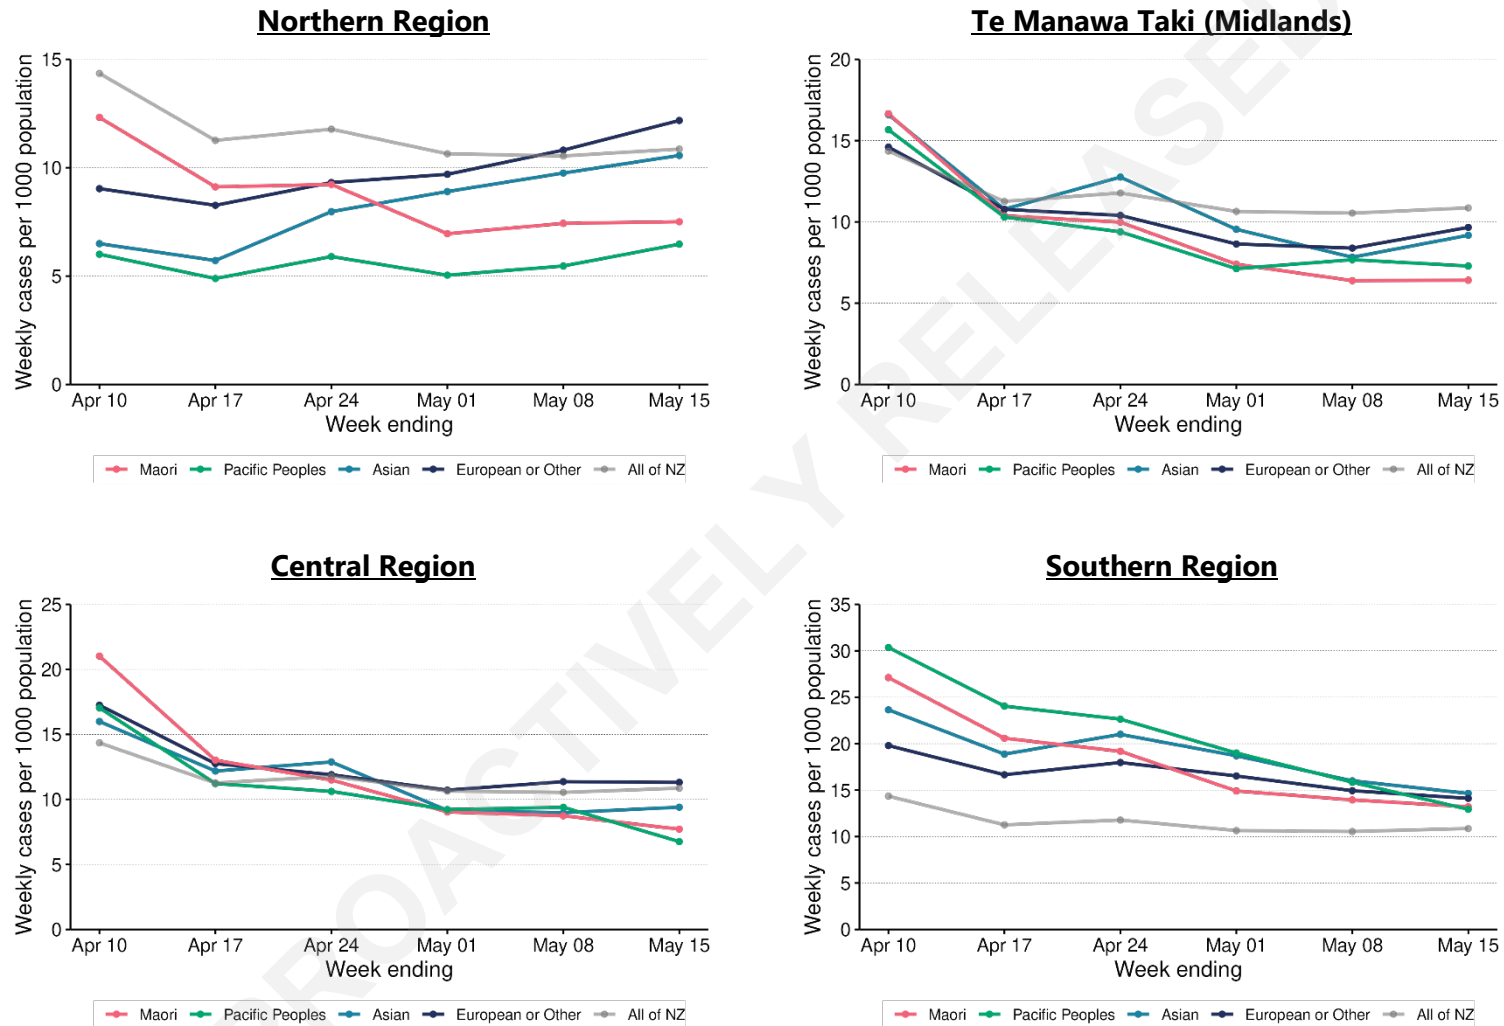 Northern Region
Weekly cases per 1000 population
15
10
5
0
Apr 10 Apr 17 Apr 24 May 01 May 08 May 15
Week ending
Maori Pacific Peoples Asian European or Other All of NZ
Te Manawa Taki (Midlands)
Weekly cases per 1000 population
20
15
10
5
0
Apr 10 Apr 17 Apr 24 May 01 May 08 May 15
Week ending
Maori Pacific Peoples Asian European or Other All of NZ
Central Region
Weekly cases per 1000 population
25
20
15
10
5
0
Apr 10 Apr 17 Apr 24 May 01 May 08 May 15
Week ending
Maori Pacific Peoples Asian European or Other All of NZ
Southern Region
Weekly cases per 1000 population
35
30
25
20
15
10
5
0
Apr 10 Apr 17 Apr 24 May 01 May 08 May 15
Week ending
Maori Pacific Peoples Asian European or Other All of NZ
PROACTIVELY RELEASED